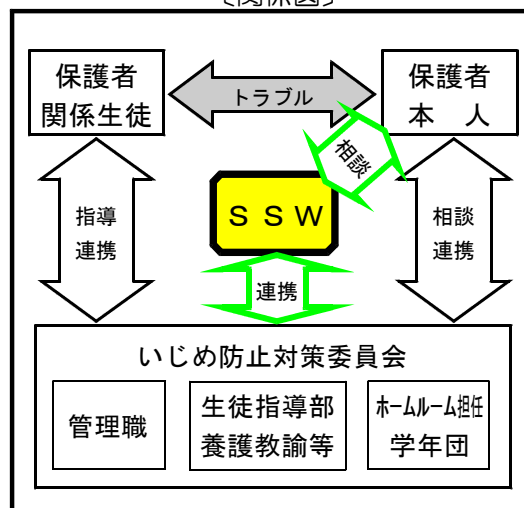 〔関係図〕
保護者
関係生徒
トラブル
保護者
本　人
相談
指導
連携
ＳＳＷ
相談
連携
連携
いじめ防止対策委員会
管理職
生徒指導部
養護教諭等
ホームルーム担任
学年団